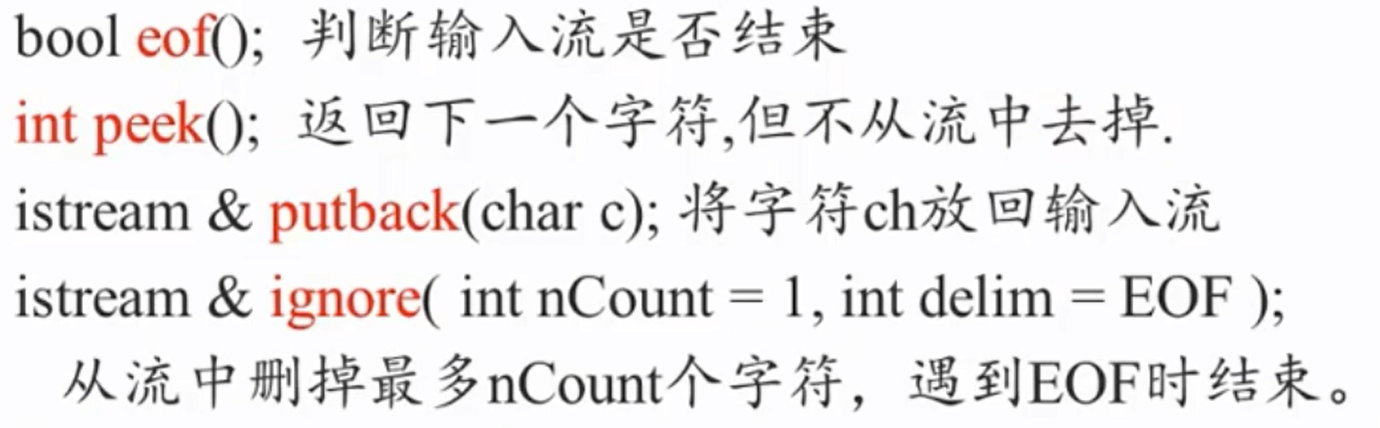 bool eof(); 判断输入流是否结束
int peek(); 返回下一个字符,但不从流中去掉.
istream & putback(char c); 将字符ch放回输入流
istream & ignore( int nCount = 1, int delim = EOF );
从流中删掉最多nCount个字符，遇到EOF时结束。